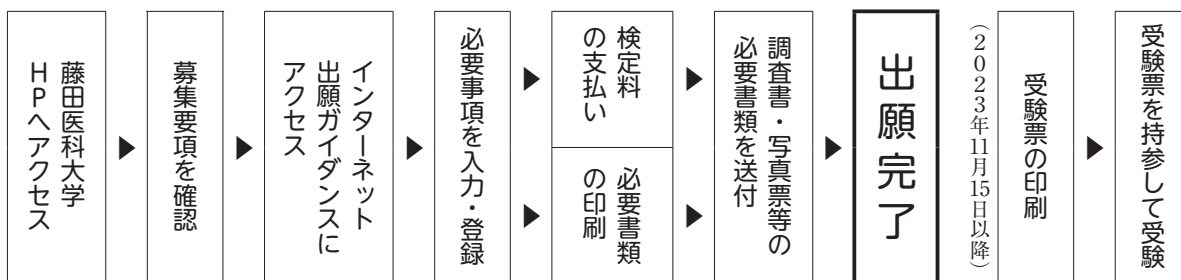 藤田医科大学
HPへアクセス
▶
募集要項を確認
▶
インターネット
出願ガイダンスに
アクセス
▶
必要事項を入力・登録
▶
検定料
の支払い
▶
必要書類
の印刷
▶
▶
調査書・写真票等の
必要書類を送付
▶
出願完了
(2023年11月15日以降)
受験票の印刷
▶
受験票を持参して受験